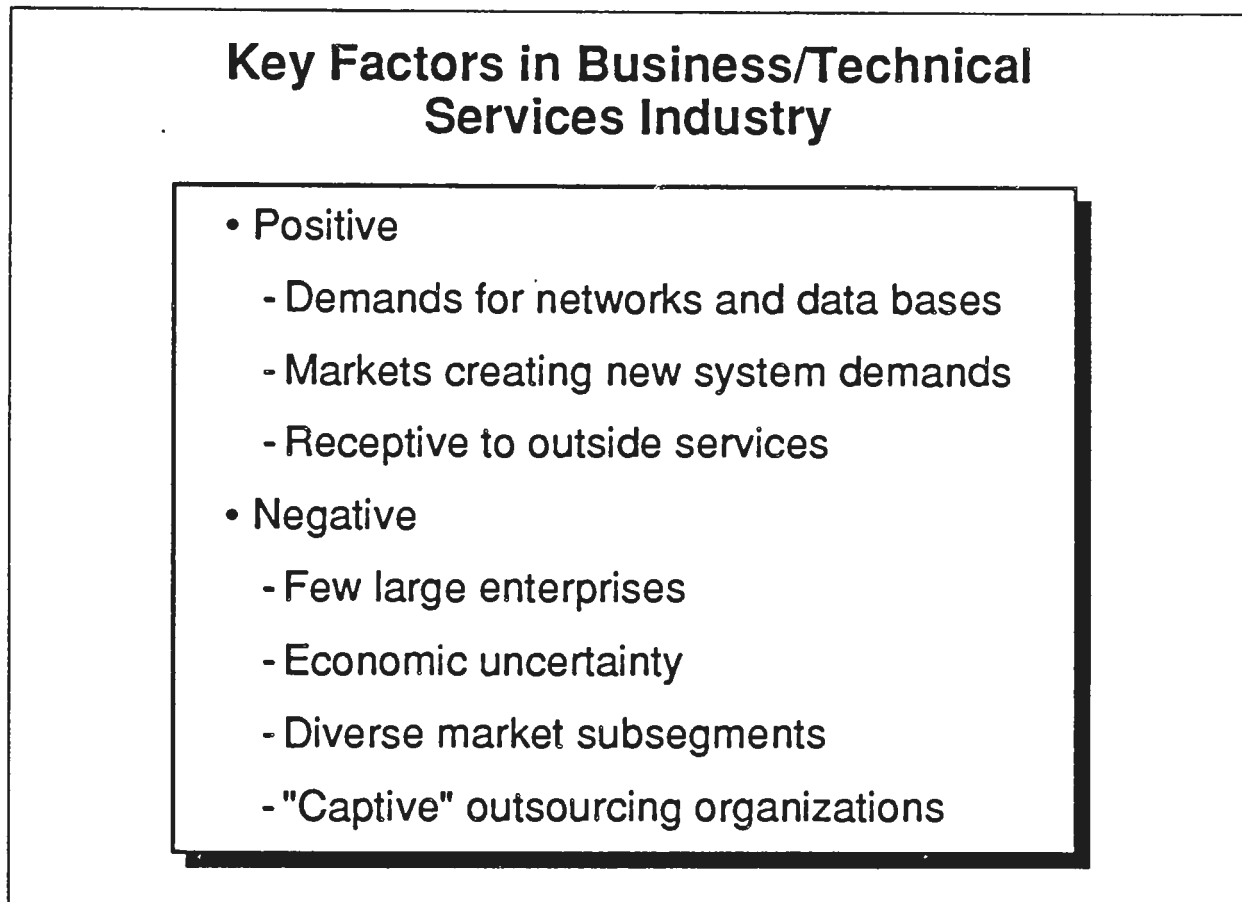 Key Factors in Business/Technical
Services Industry
• Positive
- Demands for networks and data bases
- Markets creating new system demands
- Receptive to outside services
• Negative
- Few large enterprises
- Economic uncertainty
- Diverse market subsegments
- "Captive" outsourcing organizations